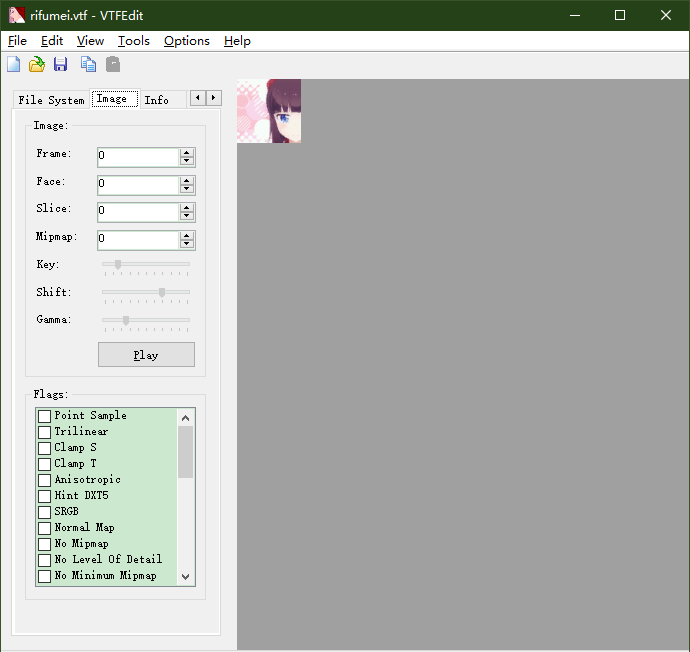 rifumei.vtf - VTFEdit
File Edit View Tools Options Help
File System Image Info
Image:
Frame: 0
Face: 0
Slice: 0
Mipmap: 0
Key:
Shift:
Gamma:
Play
Flags:
Point Sample
Trilinear
Clamp S
Clamp T
Anisotropic
Hint DXT5
SRGB
Normal Map
No Mipmap
No Level Of Detail
No Minimum Mipmap